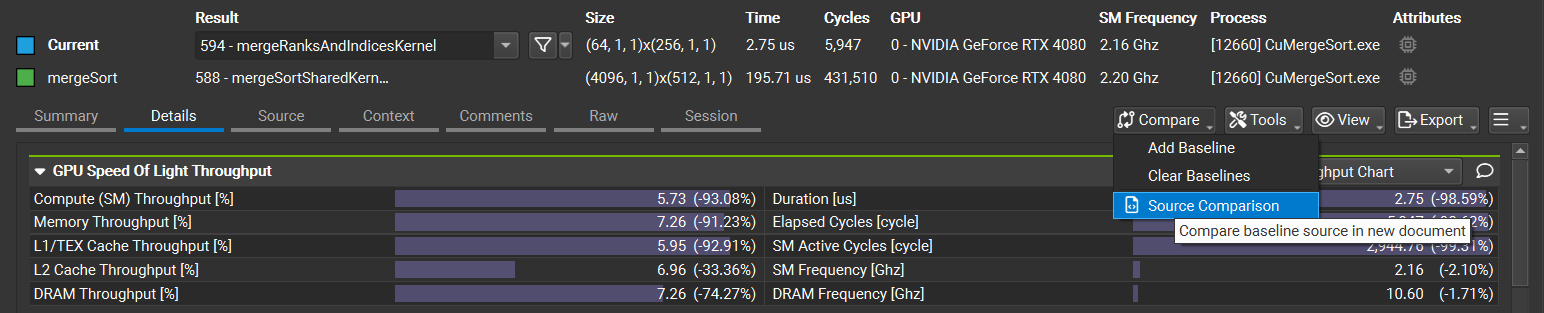 Result Size Time Cycles GPU SM Frequency Process Attributes
Current 594 - mergeRanksAndIndicesKernel (64, 1, 1)x(256, 1, 1) 2.75 us 5,947 0 - NVIDIA GeForce RTX 4080 2.16 Ghz [12660] CuMergeSort.exe
mergeSort 588 - mergeSortSharedKern... (4096, 1, 1)x(512, 1, 1) 195.71 us 431,510 0 - NVIDIA GeForce RTX 4080 2.20 Ghz [12660] CuMergeSort.exe
Summary Details Source Context Comments Raw Session Compare Tools View Export
Add Baseline
Clear Baselines
Source Comparison
Compare baseline source in new document
GPU Speed Of Light Throughput ghput Chart
Compute (SM) Throughput [%] 5.73 (-93.08%) Duration [us] 2.75 (-98.59%)
Memory Throughput [%] 7.26 (-91.23%) Elapsed Cycles [cycle]
L1/TEX Cache Throughput [%] 5.95 (-92.91%) SM Active Cycles [cycle] 2,944.76 (-99.31%)
L2 Cache Throughput [%] 6.96 (-33.36%) SM Frequency [Ghz] 2.16 (-2.10%)
DRAM Throughput [%] 7.26 (-74.27%) DRAM Frequency [Ghz] 10.60 (-1.71%)